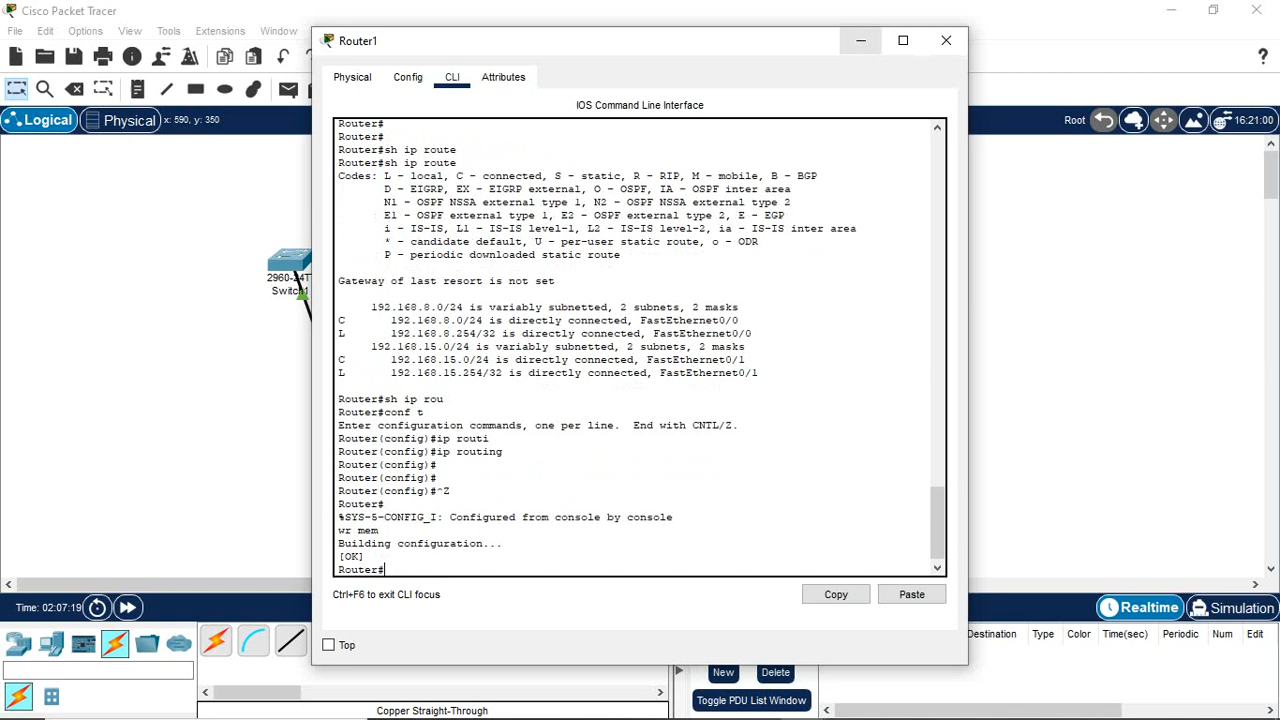 Cisco Packet Tracer
File Edit Options View Tools Extensions Window
Logical Physical x: 590, y: 350
Root 16:21:00
2960-24T
Switch1
Router1
Physical Config CLI Attributes
IOS Command Line Interface
Router#
Router#
Router#sh ip route
Router#sh ip route
Codes: L - local, C - connected, S - static, R - RIP, M - mobile, B - BGP
D - EIGRP, EX - EIGRP external, O - OSPF, IA - OSPF inter area
N1 - OSPF NSSA external type 1, N2 - OSPF NSSA external type 2
E1 - OSPF external type 1, E2 - OSPF external type 2, E - EGP
i - IS-IS, L1 - IS-IS level-1, L2 - IS-IS level-2, ia - IS-IS inter area
* - candidate default, U - per-user static route, o - ODR
P - periodic downloaded static route
Gateway of last resort is not set
192.168.8.0/24 is variably subnetted, 2 subnets, 2 masks
C 192.168.8.0/24 is directly connected, FastEthernet0/0
L 192.168.8.254/32 is directly connected, FastEthernet0/0
192.168.15.0/24 is variably subnetted, 2 subnets, 2 masks
C 192.168.15.0/24 is directly connected, FastEthernet0/1
L 192.168.15.254/32 is directly connected, FastEthernet0/1
Router#sh ip rou
Router#conf t
Enter configuration commands, one per line. End with CNTL/Z.
Router(config)#ip routi
Router(config)#ip routing
Router(config)#
Router(config)#
Router(config)#^Z
Router#
%SYS-5-CONFIG_I: Configured from console by console
wr mem
Building configuration...
[OK]
Router#
Ctrl+F6 to exit CLI focus
Copy Paste
Top
Time: 02:07:19
Realtime Simulation
Destination Type Color Time(sec) Periodic Num Edit
New Delete
Toggle PDU List Window
Copper Straight-Through